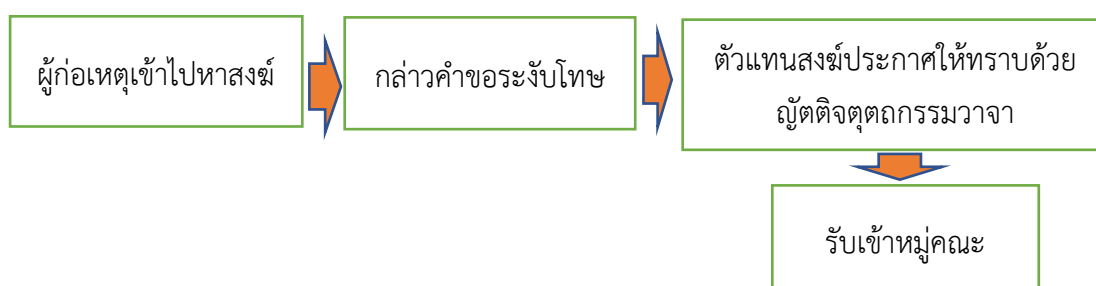 ผู้ก่อเหตุเข้าไปหาสงฆ์
กล่าวคำขอระงับโทษ
ตัวแทนสงฆ์ประกาศให้ทราบด้วย
ญัตติจตุตถกรรมวาจา
รับเข้าหมู่คณะ